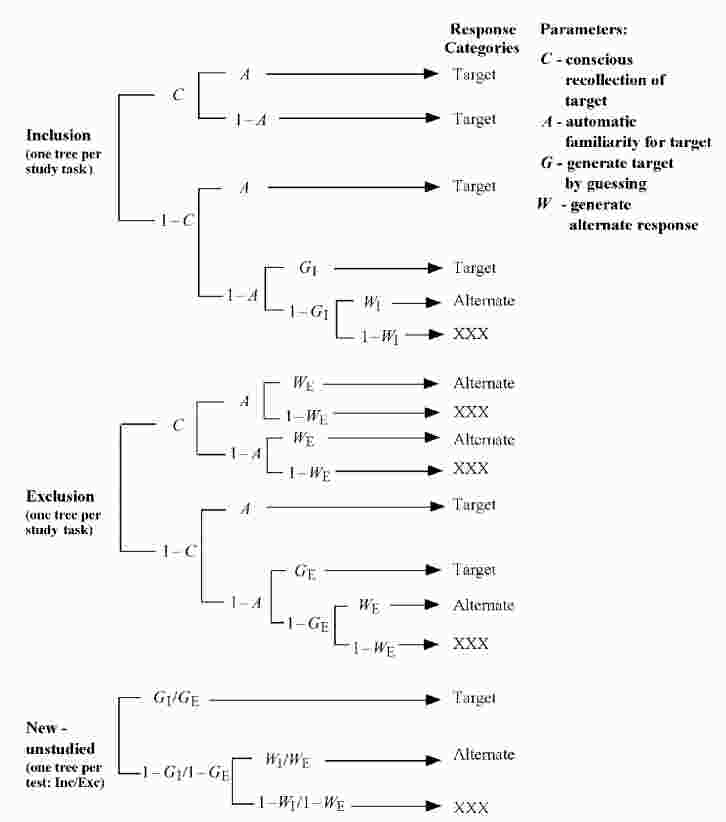 Response Categories
Parameters:
C - conscious recollection of target
A - automatic familiarity for target
G - generate target by guessing
W - generate alternate response
Inclusion
(one tree per study task)
C
A
Target
1–A
Target
1–C
A
Target
1–A
G_I
Target
1–G_I
W_I
Alternate
1–W_I
XXX
Exclusion
(one tree per study task)
C
A
W_E
Alternate
1–W_E
XXX
1–A
W_E
Alternate
1–W_E
XXX
1–C
A
Target
1–A
G_E
Target
1–G_E
W_E
Alternate
1–W_E
XXX
New - unstudied
(one tree per test: Inc/Exc)
G_I/G_E
Target
1–G_I/1–G_E
W_I/W_E
Alternate
1–W_I/1–W_E
XXX